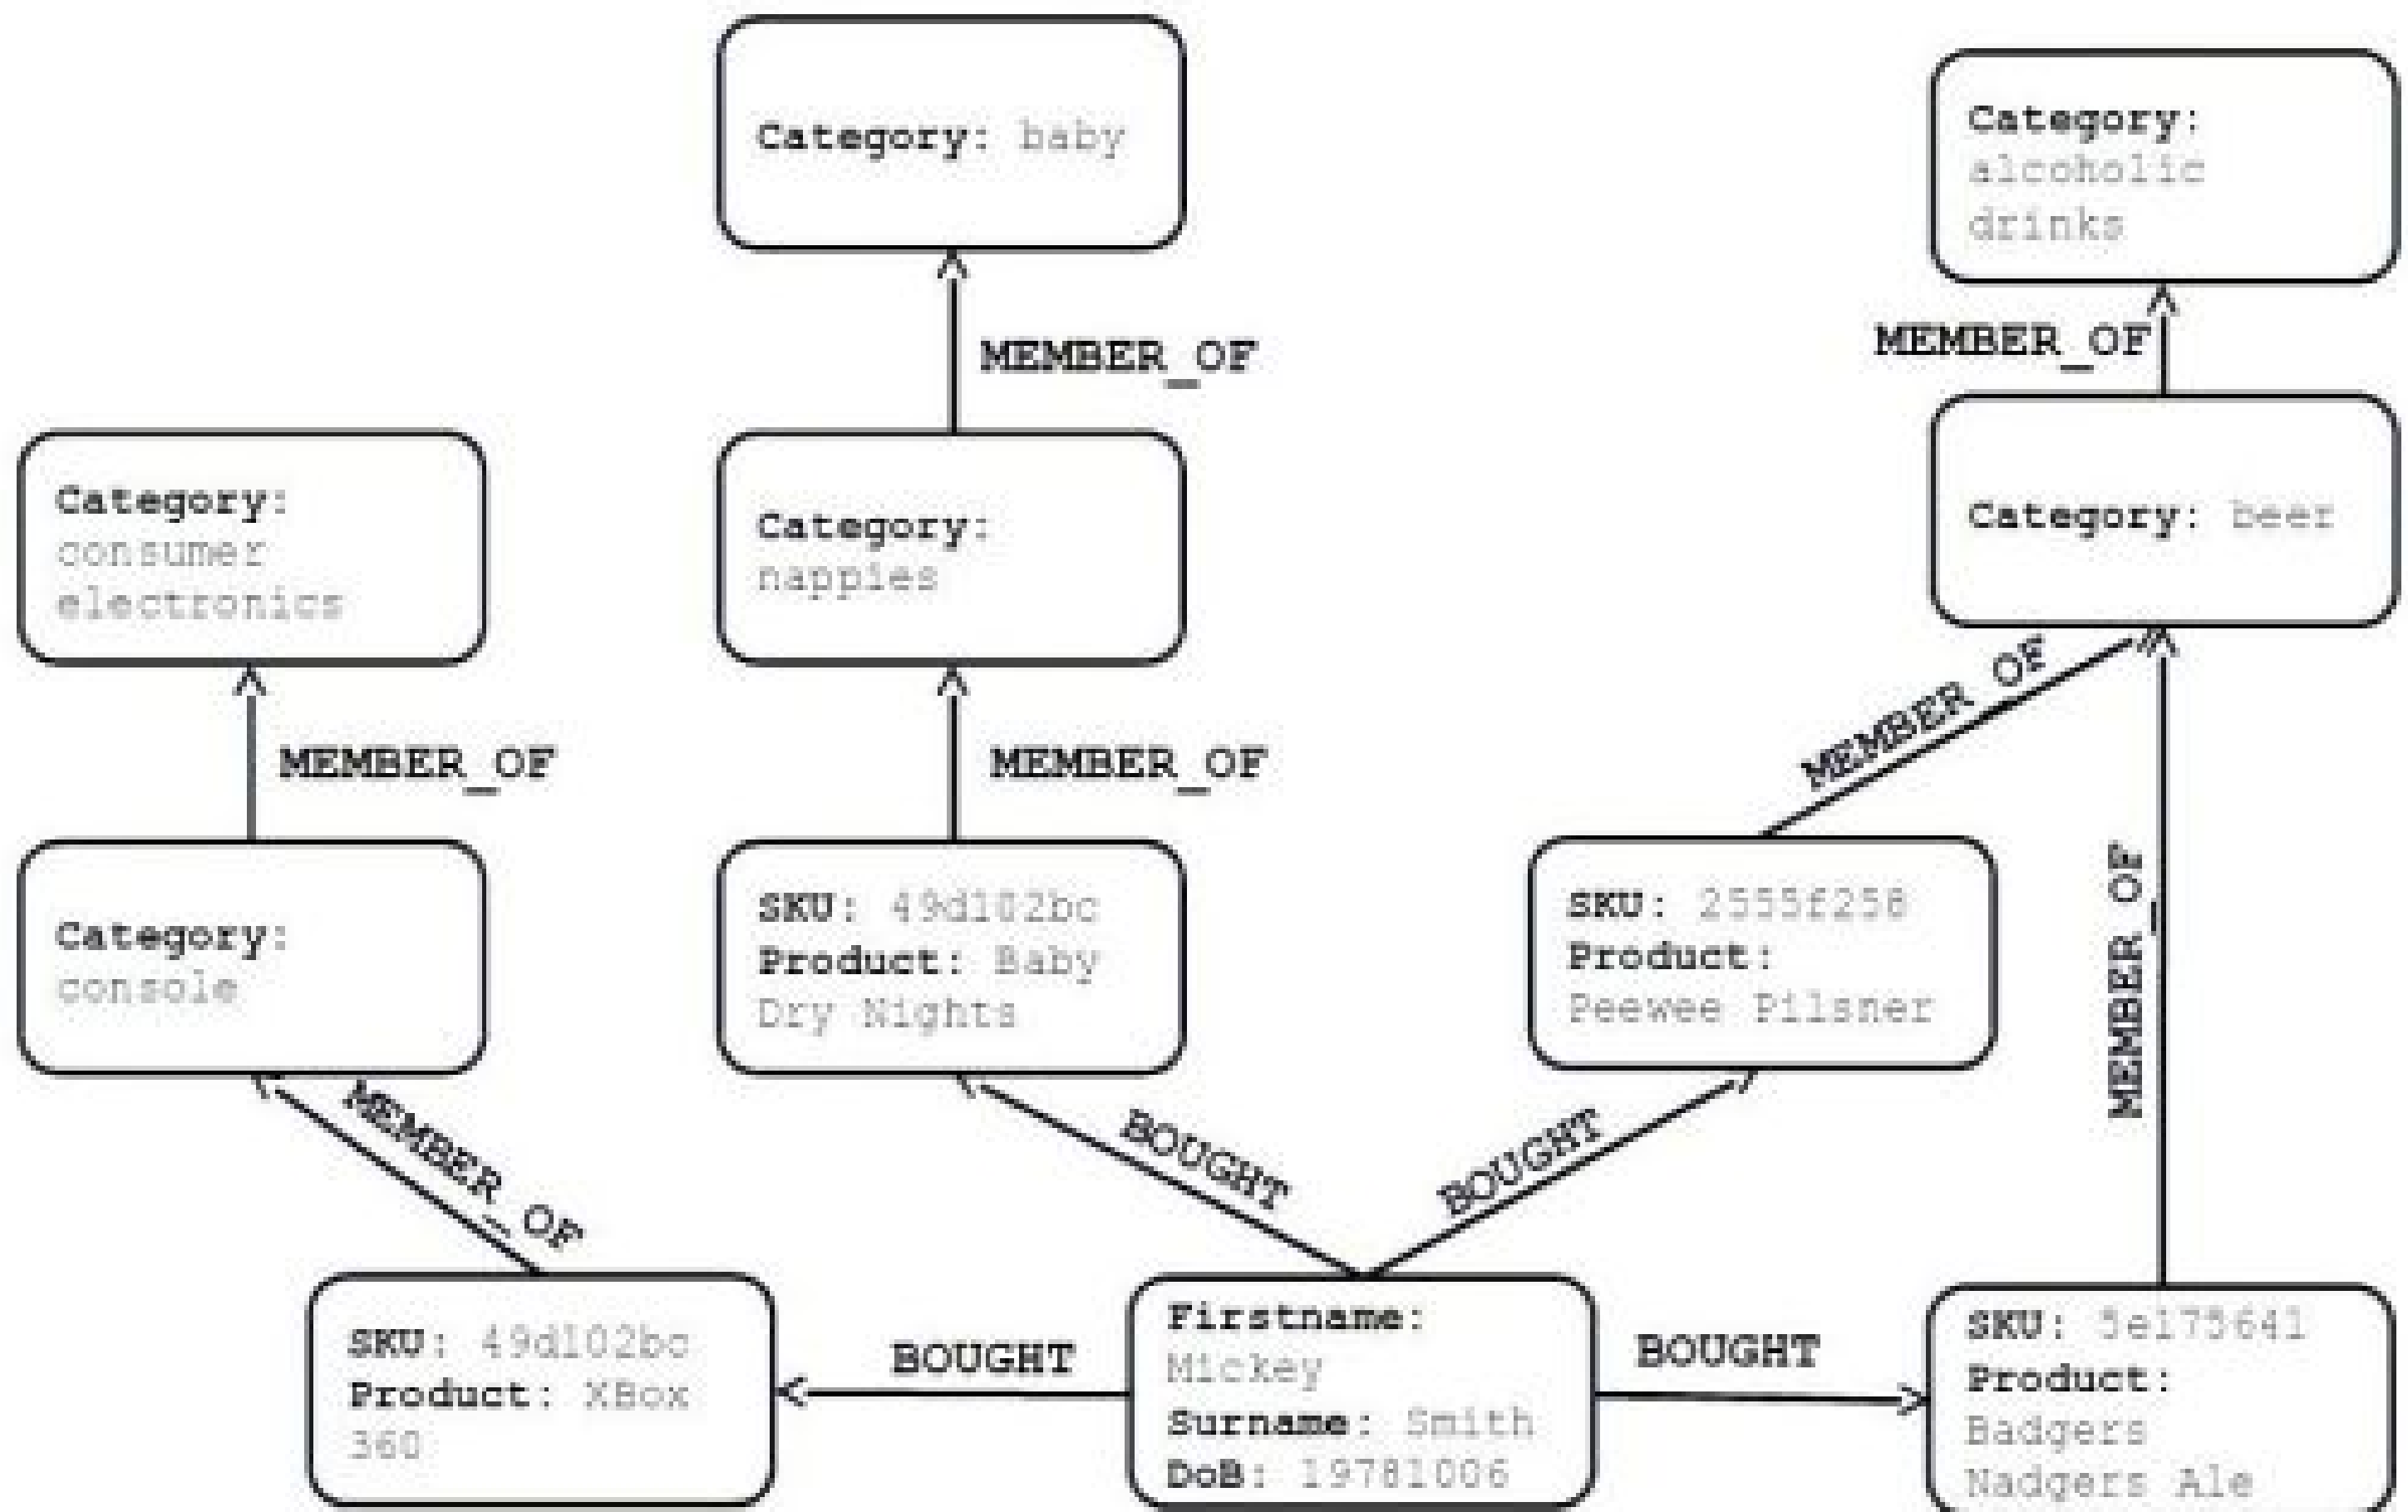 Category: baby
Category:
alcoholic
drinks
MEMBER_OF
MEMBER_OF
Category:
consumer
electronics
Category:
nappies
Category: beer
MEMBER_OF
MEMBER_OF
MEMBER_OF
MEMBER_OF
Category:
console
SKU: 49d102bc
Product: Baby
Dry Nights
SKU: 2555f258
Product:
Peewee Pilsner
MEMBER_OF
BOUGHT
BOUGHT
SKU: 49d102bc
Product: XBox
360
BOUGHT
Firstname:
Mickey
Surname: Smith
DoB: 19781006
BOUGHT
SKU: 5e175641
Product:
Badgers
Nadgers Ale